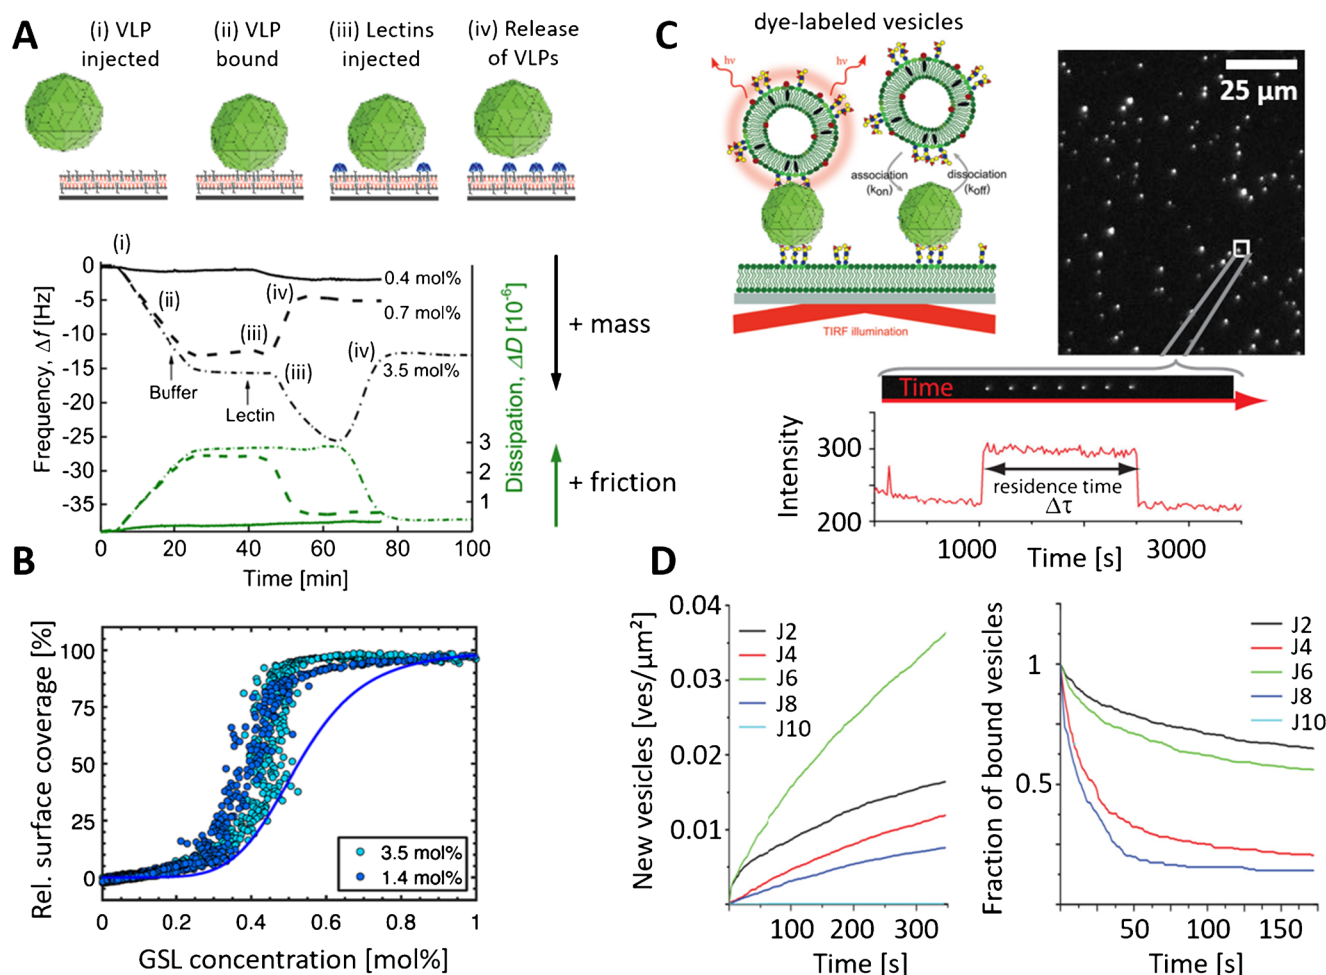 A
(i) VLP
injected
(ii) VLP
bound
(iii) Lectins
injected
(iv) Release
of VLPs
Frequency, Δf [Hz]
0
-5
-10
-15
-20
-25
-30
-35
(i)
(ii)
(iii)
(iv)
(iii)
(iv)
0.4 mol%
0.7 mol%
3.5 mol%
Buffer
Lectin
3
2
1
Dissipation, ΔD [10⁻⁶]
+ mass
+ friction
0
20
40
60
80
100
Time [min]
B
Rel. surface coverage [%]
100
75
50
25
0
3.5 mol%
1.4 mol%
0
0.2
0.4
0.6
0.8
1
GSL concentration [mol%]
C
dye-labeled vesicles
hν
hν
association
(kon)
dissociation
(koff)
TIRF illumination
25 µm
Time
Intensity
300
200
residence time
Δτ
1000
3000
Time [s]
D
New vesicles [ves/µm²]
0.04
0.03
0.02
0.01
J2
J4
J6
J8
J10
100
200
300
Time [s]
Fraction of bound vesicles
1
0.5
J2
J4
J6
J8
J10
50
100
150
Time [s]